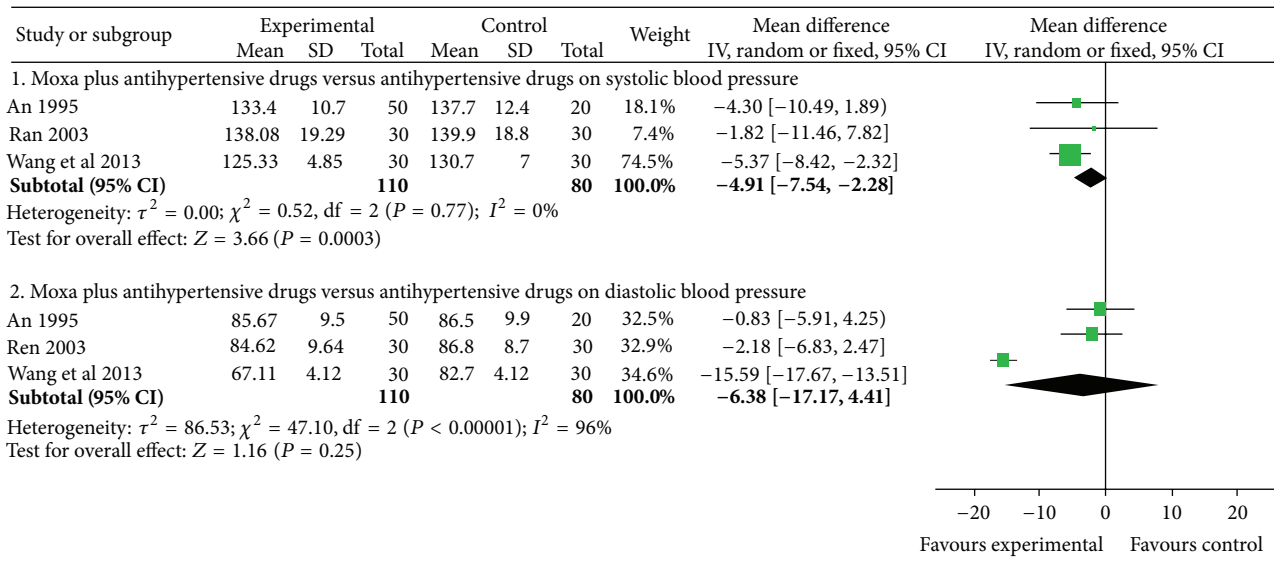 Study or subgroup Experimental Control Weight Mean difference Mean difference
Mean SD Total Mean SD Total IV, random or fixed, 95% CI IV, random or fixed, 95% CI
1. Moxa plus antihypertensive drugs versus antihypertensive drugs on systolic blood pressure
An 1995 133.4 10.7 50 137.7 12.4 20 18.1% −4.30 [−10.49, 1.89)
Ran 2003 138.08 19.29 30 139.9 18.8 30 7.4% −1.82 [−11.46, 7.82]
Wang et al 2013 125.33 4.85 30 130.7 7 30 74.5% −5.37 [−8.42, −2.32]
Subtotal (95% CI) 110 80 100.0% −4.91 [−7.54, −2.28]
Heterogeneity: τ² = 0.00; χ² = 0.52, df = 2 (P = 0.77); I² = 0%
Test for overall effect: Z = 3.66 (P = 0.0003)
2. Moxa plus antihypertensive drugs versus antihypertensive drugs on diastolic blood pressure
An 1995 85.67 9.5 50 86.5 9.9 20 32.5% −0.83 [−5.91, 4.25)
Ren 2003 84.62 9.64 30 86.8 8.7 30 32.9% −2.18 [−6.83, 2.47]
Wang et al 2013 67.11 4.12 30 82.7 4.12 30 34.6% −15.59 [−17.67, −13.51]
Subtotal (95% CI) 110 80 100.0% −6.38 [−17.17, 4.41]
Heterogeneity: τ² = 86.53; χ² = 47.10, df = 2 (P < 0.00001); I² = 96%
Test for overall effect: Z = 1.16 (P = 0.25)
−20 −10 0 10 20
Favours experimental Favours control